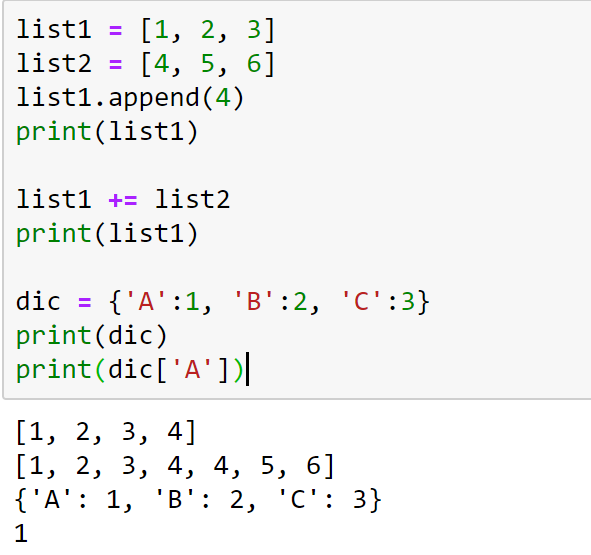 list1 = [1, 2, 3]
list2 = [4, 5, 6]
list1.append(4)
print(list1)
list1 += list2
print(list1)
dic = {'A':1, 'B':2, 'C':3}
print(dic)
print(dic['A'])
[1, 2, 3, 4]
[1, 2, 3, 4, 4, 5, 6]
{'A': 1, 'B': 2, 'C': 3}
1